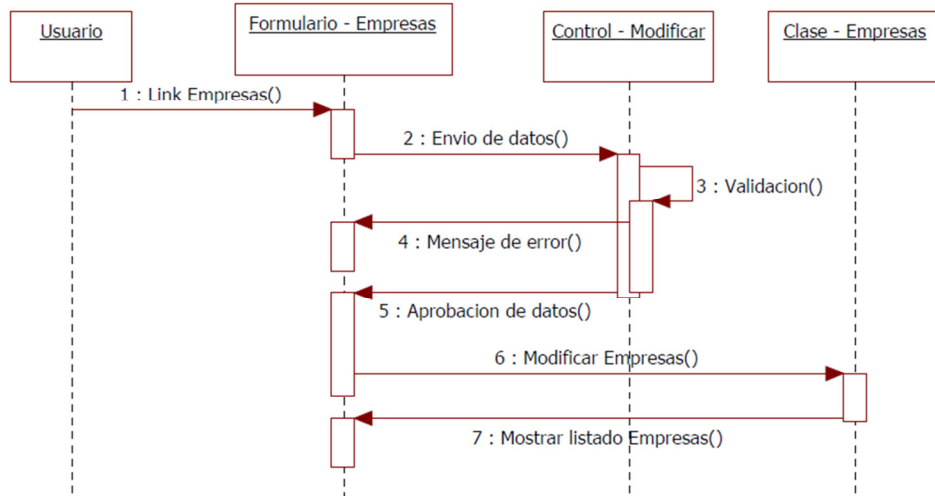 Usuario
Formulario - Empresas
Control - Modificar
Clase - Empresas
1 : Link Empresas()
2 : Envio de datos()
3 : Validacion()
4 : Mensaje de error()
5 : Aprobacion de datos()
6 : Modificar Empresas()
7 : Mostrar listado Empresas()